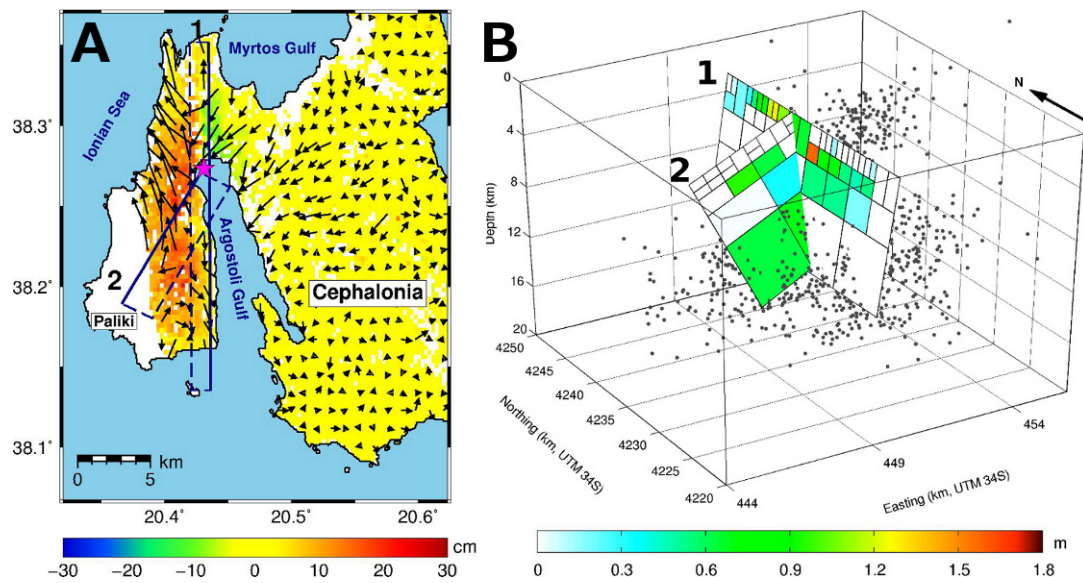 A
1
Myrtos Gulf
Ionian Sea
38.3
38.2
38.1
Argostoli Gulf
2
Paliki
Cephalonia
0 5
km
20.4 20.5 20.6
−30 −20 −10 0 10 20 30
cm
B
1
2
N
0
4
8
12
16
20
Depth (km)
4250
4245
4240
4235
4230
4225
4220
Northing (km, UTM 34S)
444
449
454
Easting (km, UTM 34S)
0 0.3 0.6 0.9 1.2 1.5 1.8
m